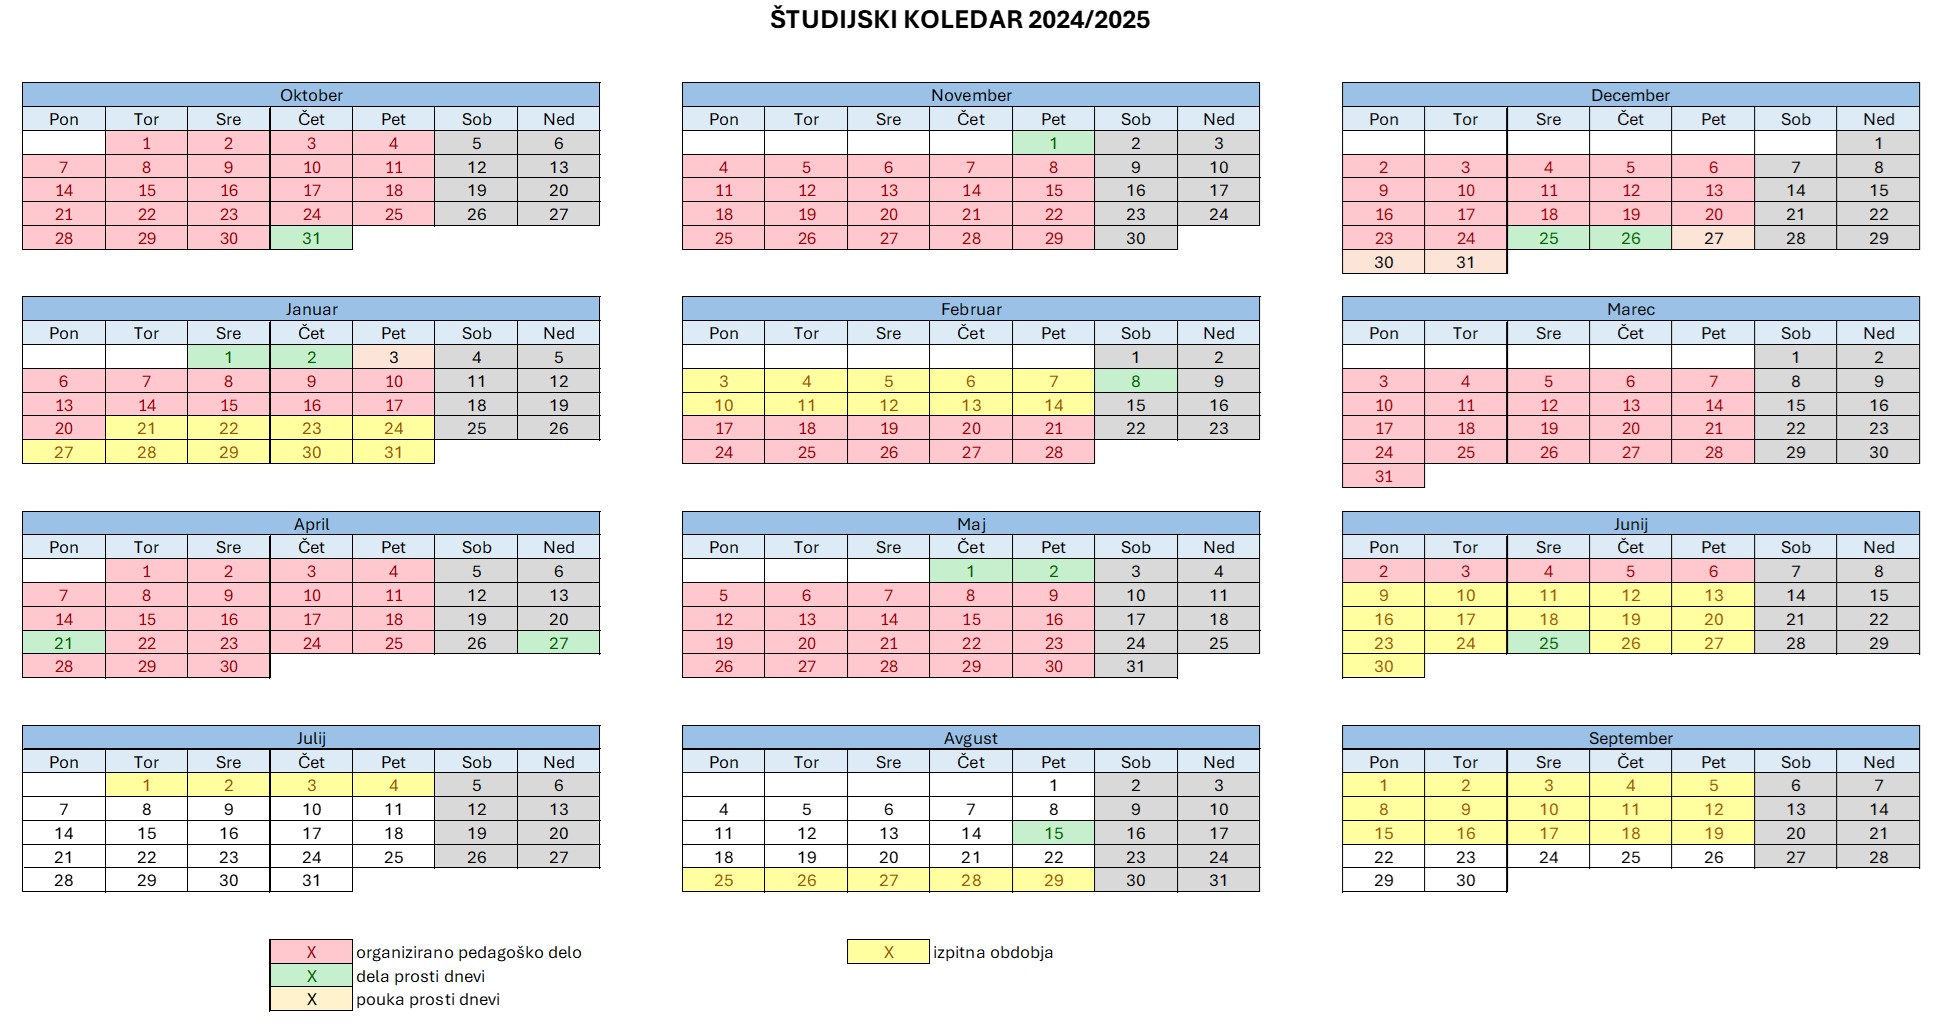 ŠTUDIJSKI KOLEDAR 2024/2025
Oktober
Pon Tor Sre Čet Pet Sob Ned
1 2 3 4 5 6
7 8 9 10 11 12 13
14 15 16 17 18 19 20
21 22 23 24 25 26 27
28 29 30 31
November
Pon Tor Sre Čet Pet Sob Ned
1 2 3
4 5 6 7 8 9 10
11 12 13 14 15 16 17
18 19 20 21 22 23 24
25 26 27 28 29 30
December
Pon Tor Sre Čet Pet Sob Ned
1
2 3 4 5 6 7 8
9 10 11 12 13 14 15
16 17 18 19 20 21 22
23 24 25 26 27 28 29
30 31
Januar
Pon Tor Sre Čet Pet Sob Ned
1 2 3 4 5
6 7 8 9 10 11 12
13 14 15 16 17 18 19
20 21 22 23 24 25 26
27 28 29 30 31
Februar
Pon Tor Sre Čet Pet Sob Ned
1 2
3 4 5 6 7 8 9
10 11 12 13 14 15 16
17 18 19 20 21 22 23
24 25 26 27 28
Marec
Pon Tor Sre Čet Pet Sob Ned
1 2
3 4 5 6 7 8 9
10 11 12 13 14 15 16
17 18 19 20 21 22 23
24 25 26 27 28 29 30
31
April
Pon Tor Sre Čet Pet Sob Ned
1 2 3 4 5 6
7 8 9 10 11 12 13
14 15 16 17 18 19 20
21 22 23 24 25 26 27
28 29 30
Maj
Pon Tor Sre Čet Pet Sob Ned
1 2 3 4
5 6 7 8 9 10 11
12 13 14 15 16 17 18
19 20 21 22 23 24 25
26 27 28 29 30 31
Junij
Pon Tor Sre Čet Pet Sob Ned
2 3 4 5 6 7 8
9 10 11 12 13 14 15
16 17 18 19 20 21 22
23 24 25 26 27 28 29
30
Julij
Pon Tor Sre Čet Pet Sob Ned
1 2 3 4 5 6
7 8 9 10 11 12 13
14 15 16 17 18 19 20
21 22 23 24 25 26 27
28 29 30 31
Avgust
Pon Tor Sre Čet Pet Sob Ned
1 2 3
4 5 6 7 8 9 10
11 12 13 14 15 16 17
18 19 20 21 22 23 24
25 26 27 28 29 30 31
September
Pon Tor Sre Čet Pet Sob Ned
1 2 3 4 5 6 7
8 9 10 11 12 13 14
15 16 17 18 19 20 21
22 23 24 25 26 27 28
29 30
X organizirano pedagoško delo
X dela prosti dnevi
X pouka prosti dnevi
X izpitna obdobja